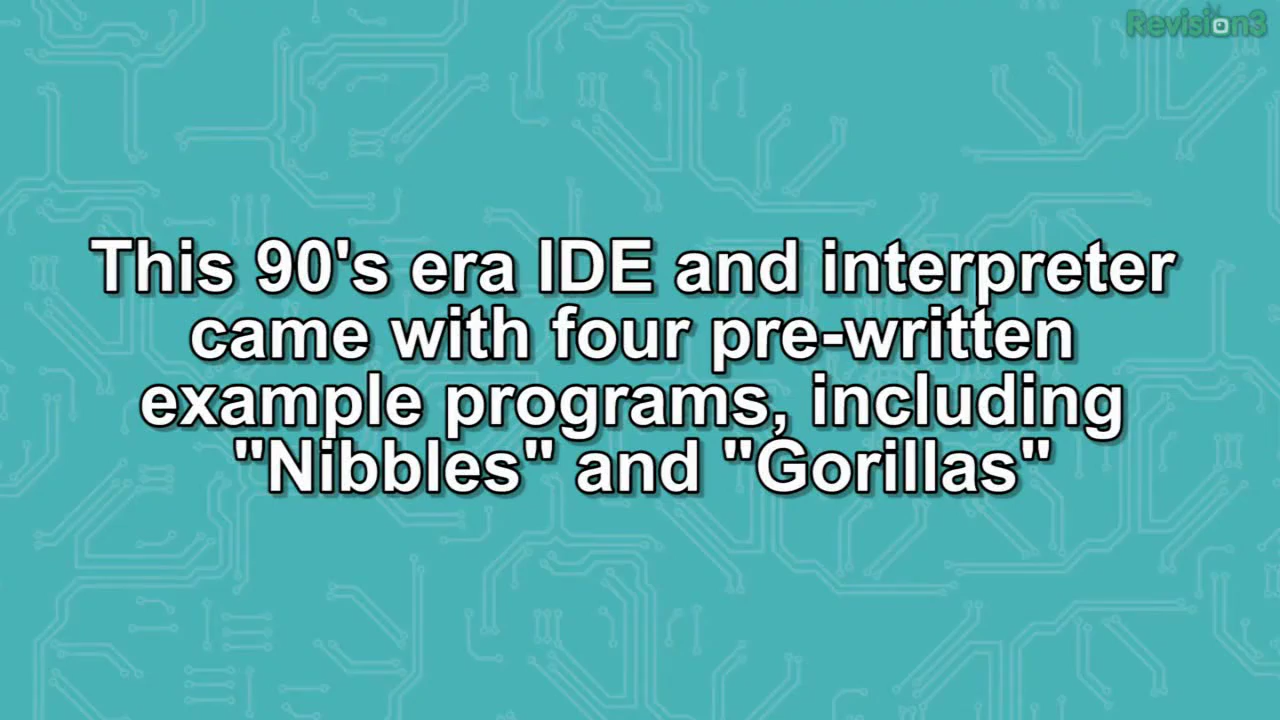 Revision3
This 90's era IDE and interpreter
came with four pre-written
example programs, including
"Nibbles" and "Gorillas"